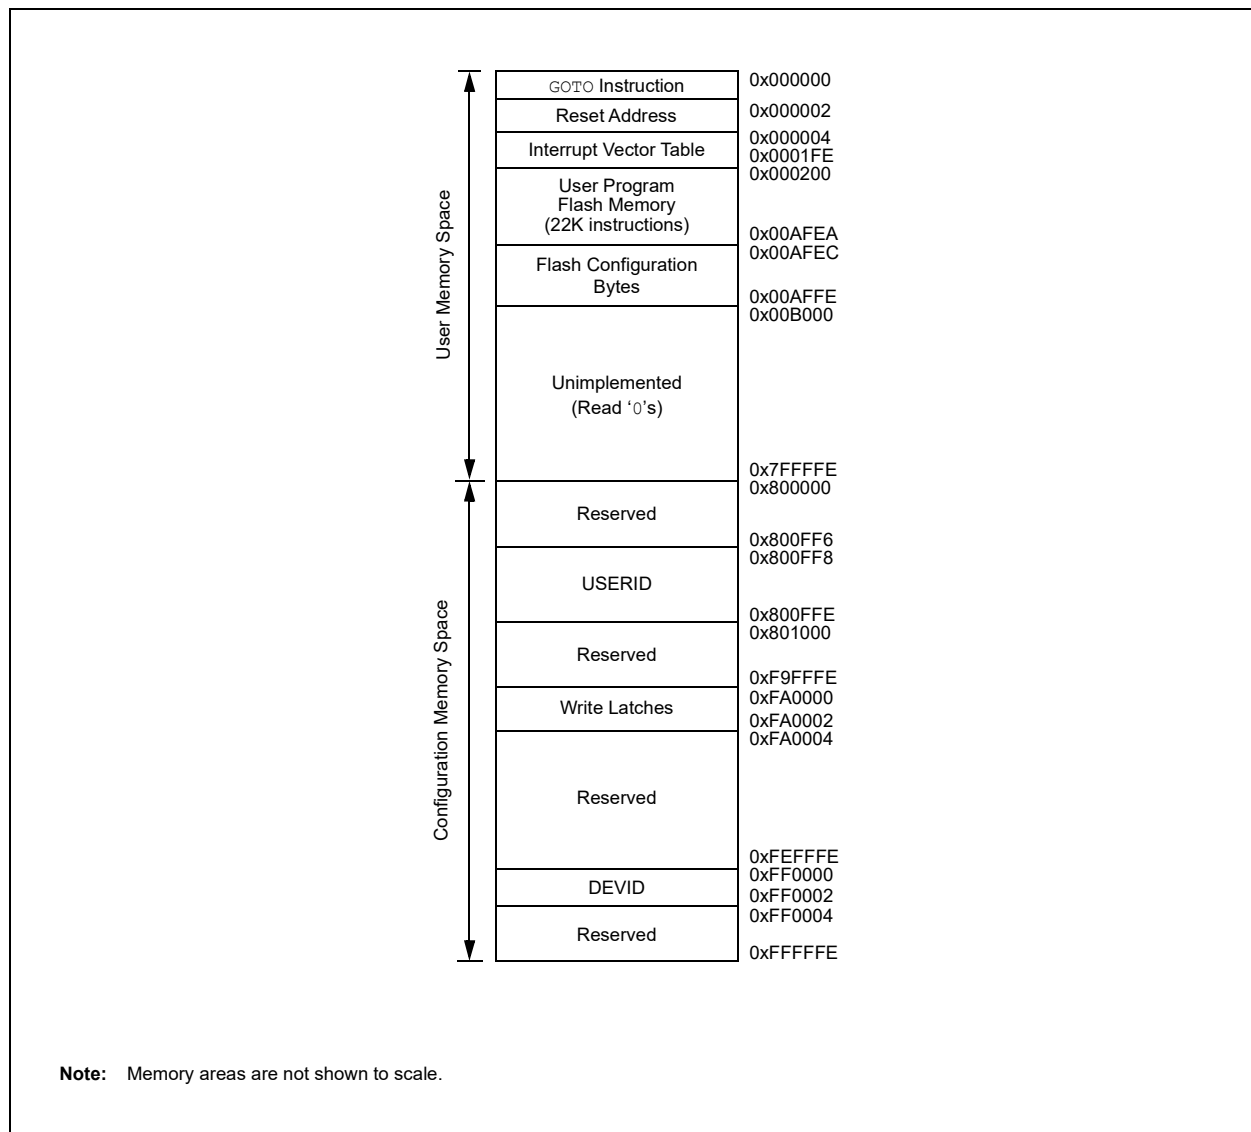 GOTO Instruction 0x000000
Reset Address 0x000002
0x000004
Interrupt Vector Table 0x0001FE
0x000200
User Program
Flash Memory
(22K instructions)
0x00AFEA
0x00AFEC
Flash Configuration
Bytes
0x00AFFE
0x00B000
User Memory Space
Unimplemented
(Read ‘0’s)
0x7FFFFE
0x800000
Reserved
0x800FF6
0x800FF8
USERID
0x800FFE
0x801000
Reserved
0xF9FFFE
0xFA0000
Write Latches
0xFA0002
0xFA0004
Configuration Memory Space
Reserved
0xFEFFFE
0xFF0000
DEVID
0xFF0002
0xFF0004
Reserved
0xFFFFFE
Note: Memory areas are not shown to scale.